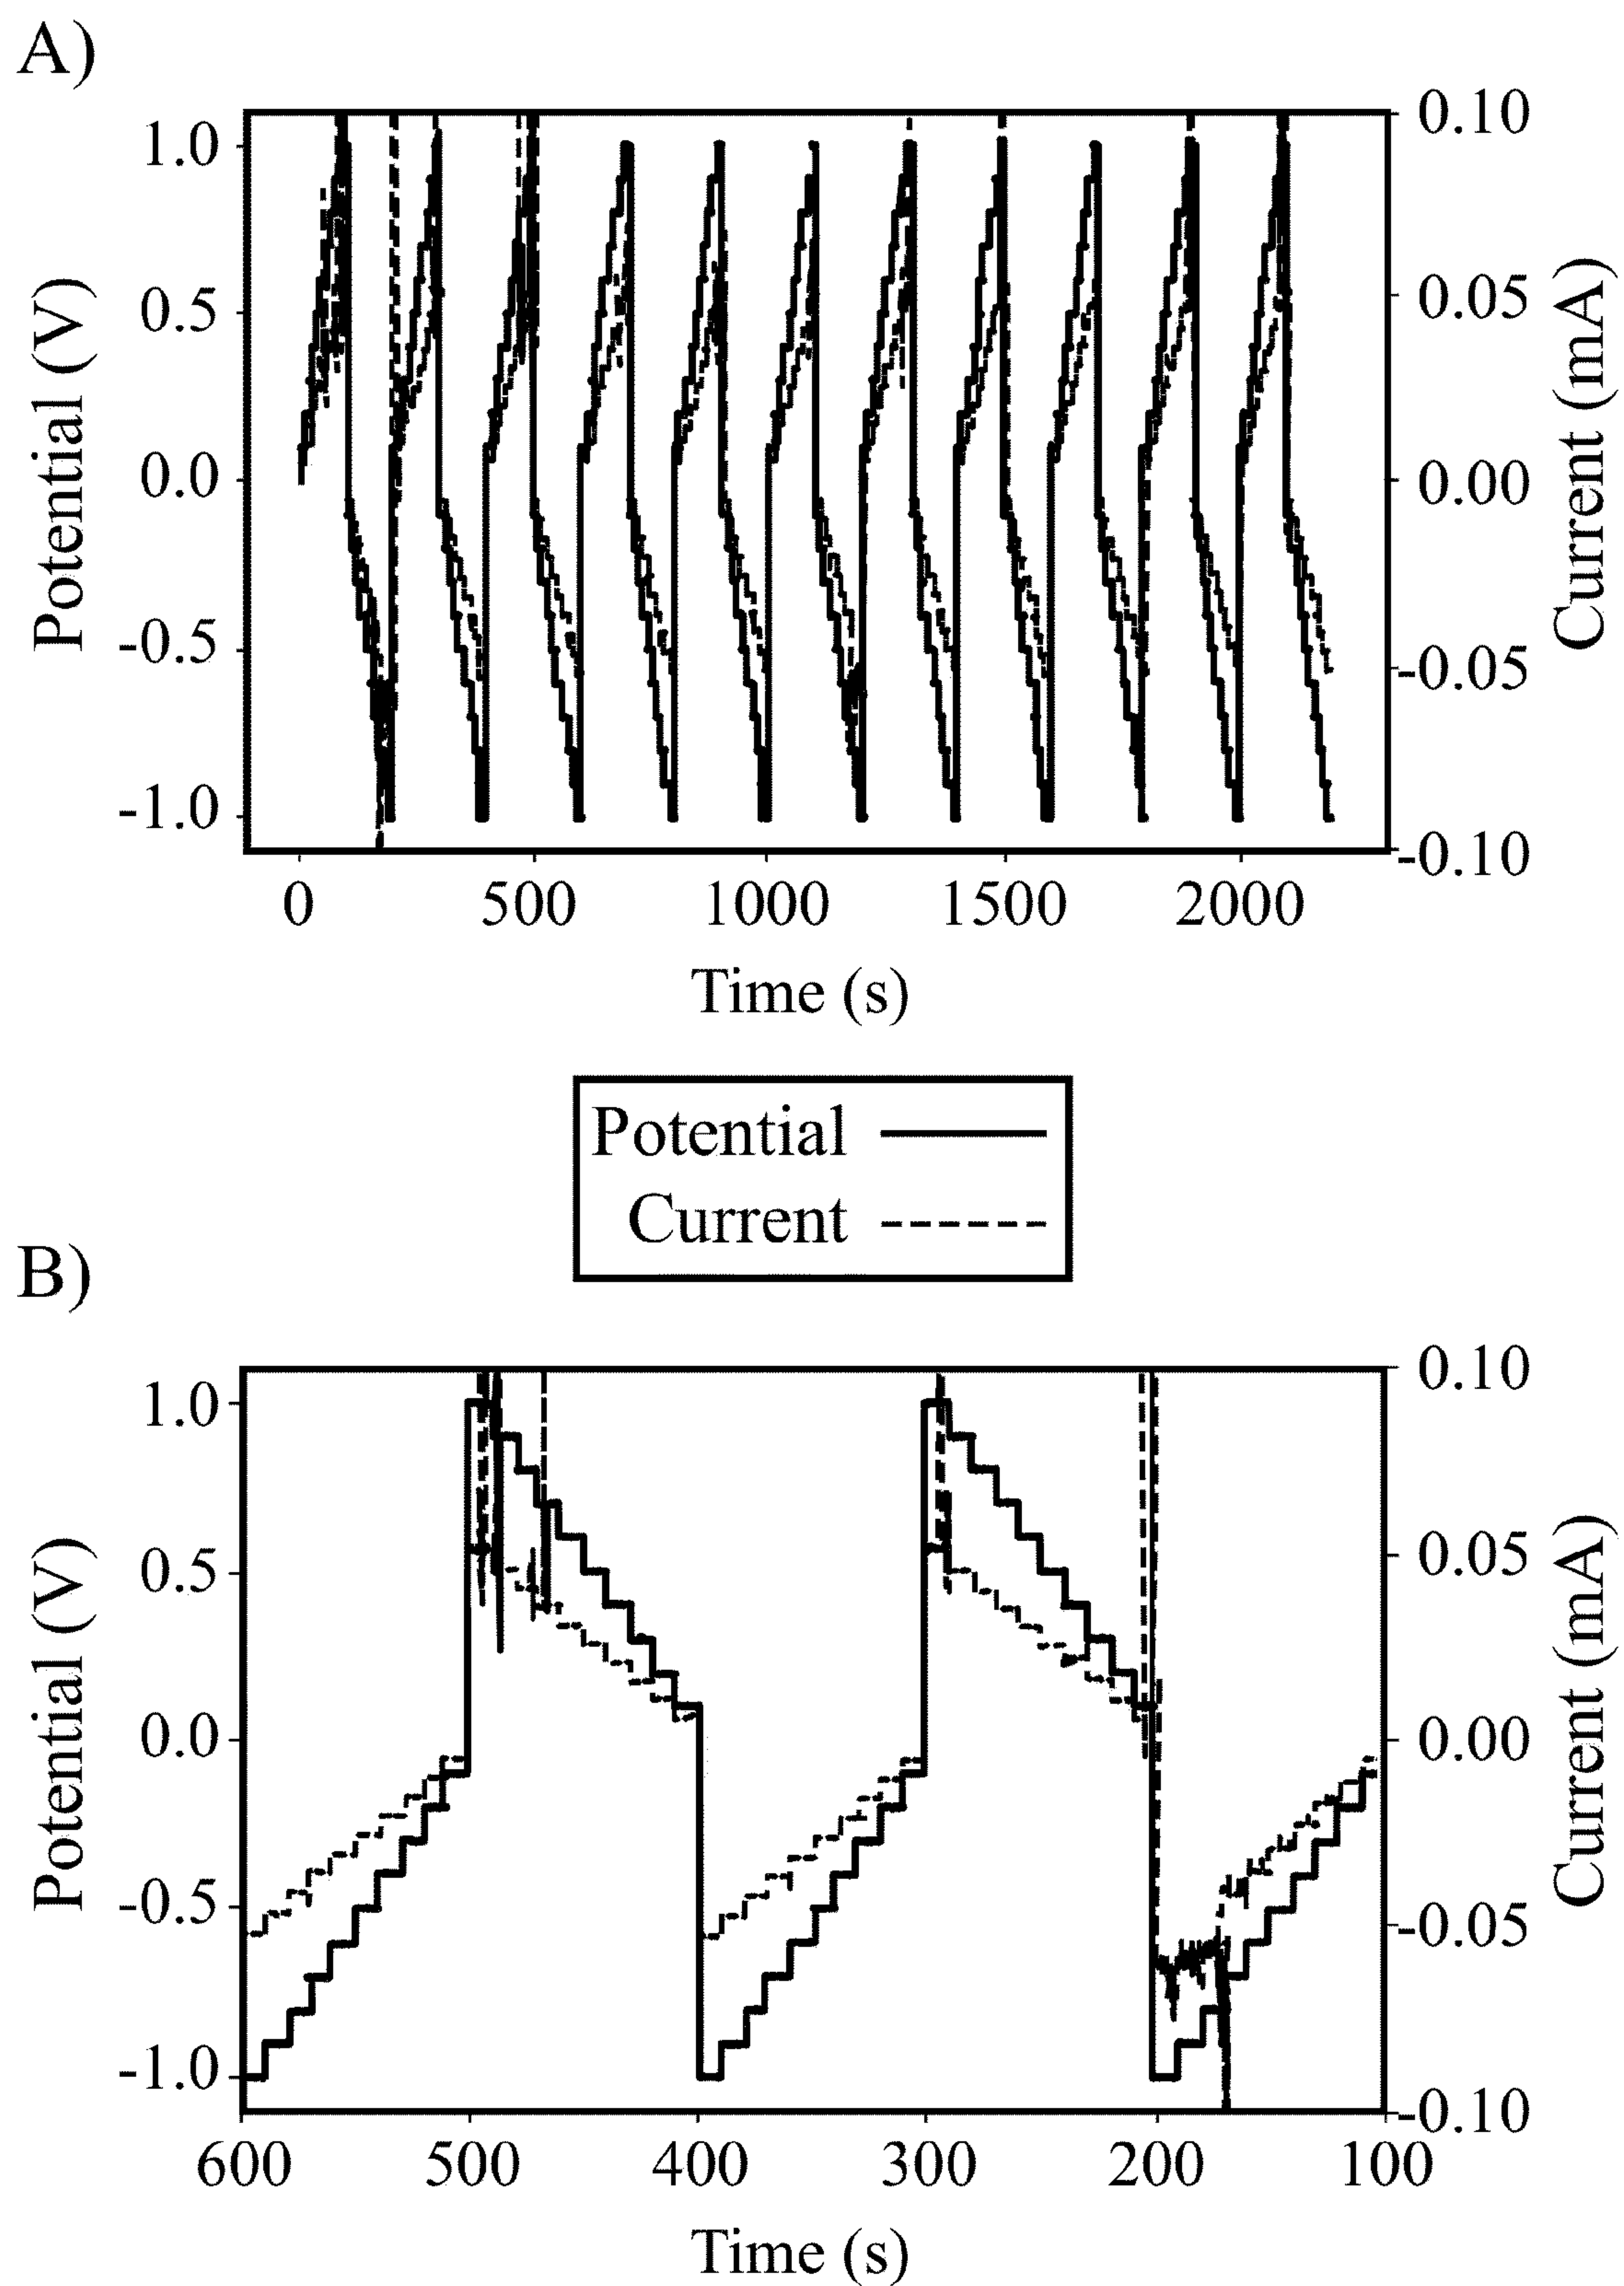 A)
1.0
0.5
0.0
-0.5
-1.0
Potential (V)
0.10
0.05
0.00
-0.05
-0.10
Current (mA)
0 500 1000 1500 2000
Time (s)
Potential
Current
B)
1.0
0.5
0.0
-0.5
-1.0
Potential (V)
0.10
0.05
0.00
-0.05
-0.10
Current (mA)
600 500 400 300 200 100
Time (s)